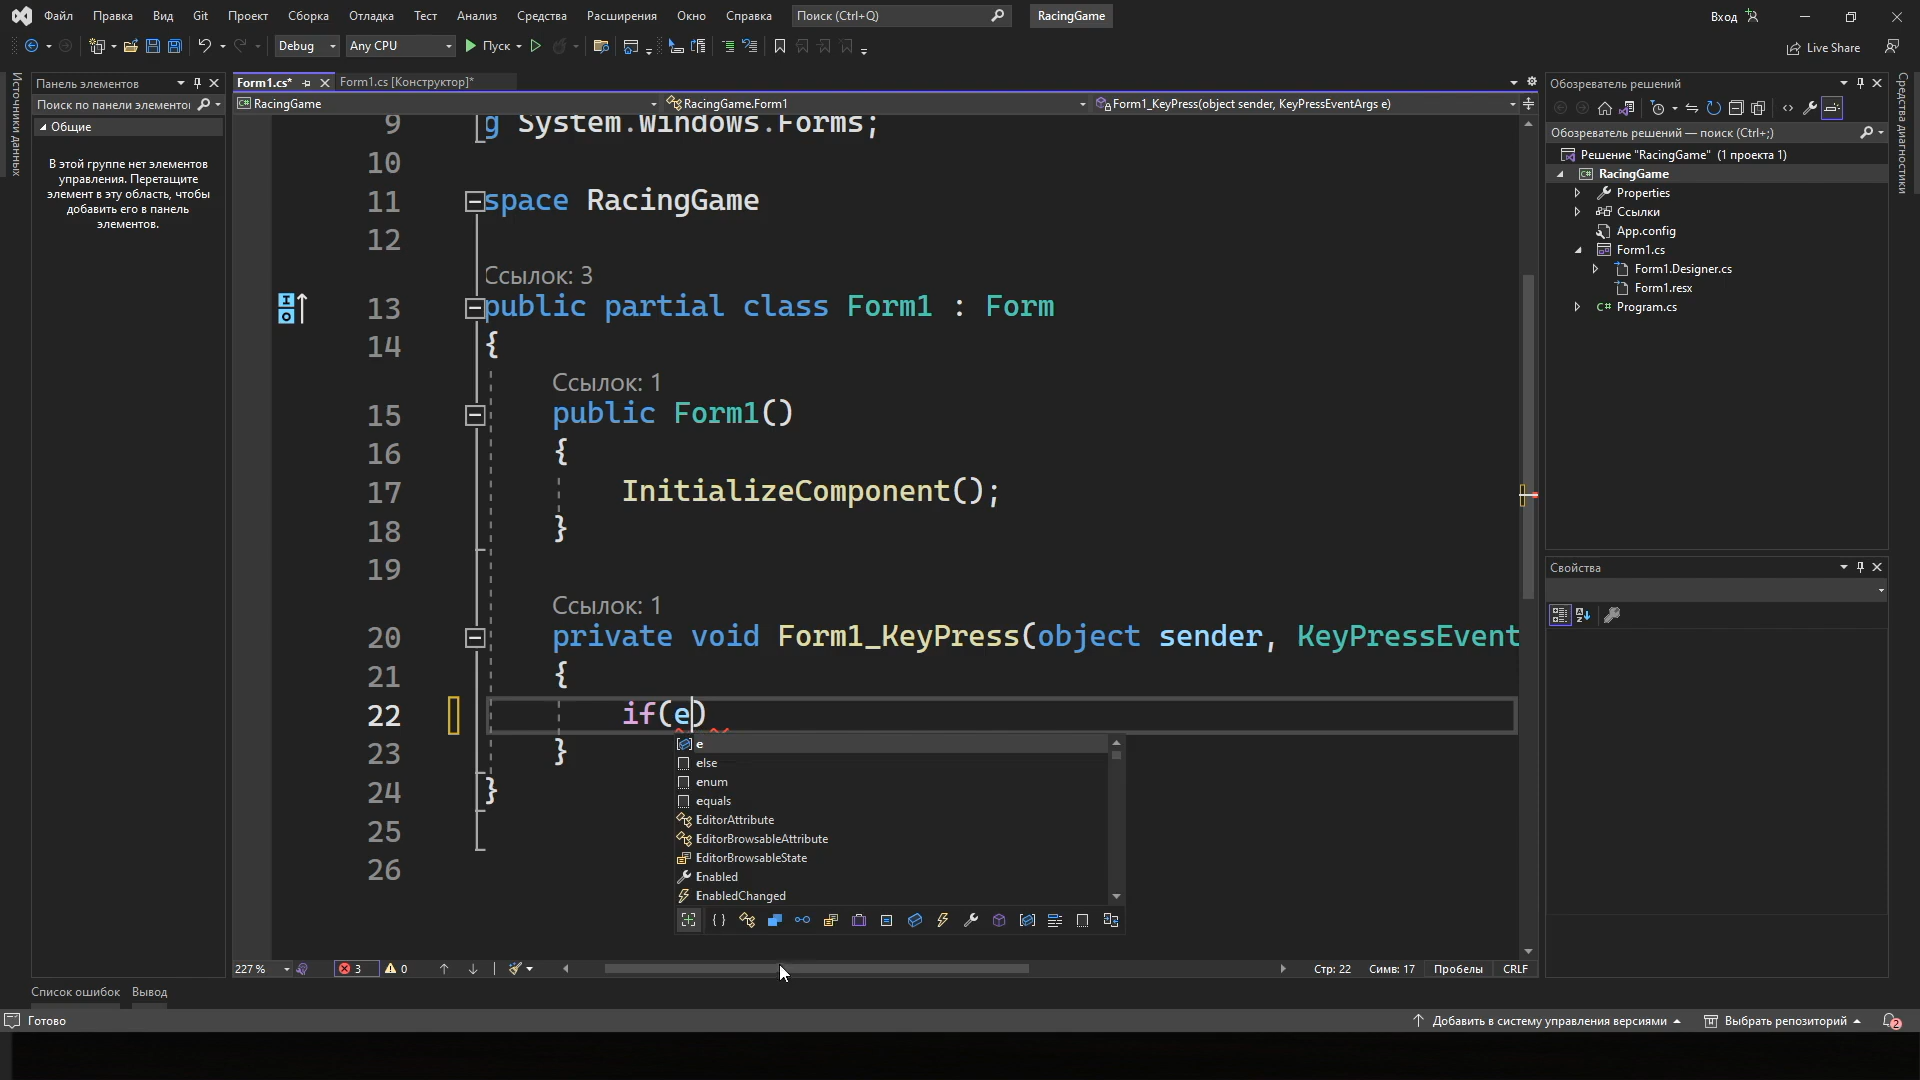 Файл Правка Вид Git Проект Сборка Отладка Тест Анализ Средства Расширения Окно Справка Поиск (Ctrl+Q) RacingGame Вход
Debug Any CPU Пуск Live Share
Источники данных
Панель элементов
Поиск по панели элементов
Общие
В этой группе нет элементов
управления. Перетащите
элемент в эту область, чтобы
добавить его в панель
элементов.
Form1.cs* Form1.cs [Конструктор]*
RacingGame RacingGame.Form1 Form1_KeyPress(object sender, KeyPressEventArgs e)
9 g System.Windows.Forms;
10
11 space RacingGame
12
Ссылок: 3
13 public partial class Form1 : Form
14 {
Ссылок: 1
15 public Form1()
16 {
17 InitializeComponent();
18 }
19
Ссылок: 1
20 private void Form1_KeyPress(object sender, KeyPressEvent
21 {
22 if(e)
23 }
24 }
25
26
e
else
enum
equals
EditorAttribute
EditorBrowsableAttribute
EditorBrowsableState
Enabled
EnabledChanged
227 % 3 0 Стр: 22 Симв: 17 Пробелы CRLF
Обозреватель решений
Обозреватель решений — поиск (Ctrl+;)
Решение "RacingGame" (1 проекта 1)
RacingGame
Properties
Ссылки
App.config
Form1.cs
Form1.Designer.cs
Form1.resx
Program.cs
Свойства
Средства диагностики
Список ошибок Вывод
Готово Добавить в систему управления версиями Выбрать репозиторий 2